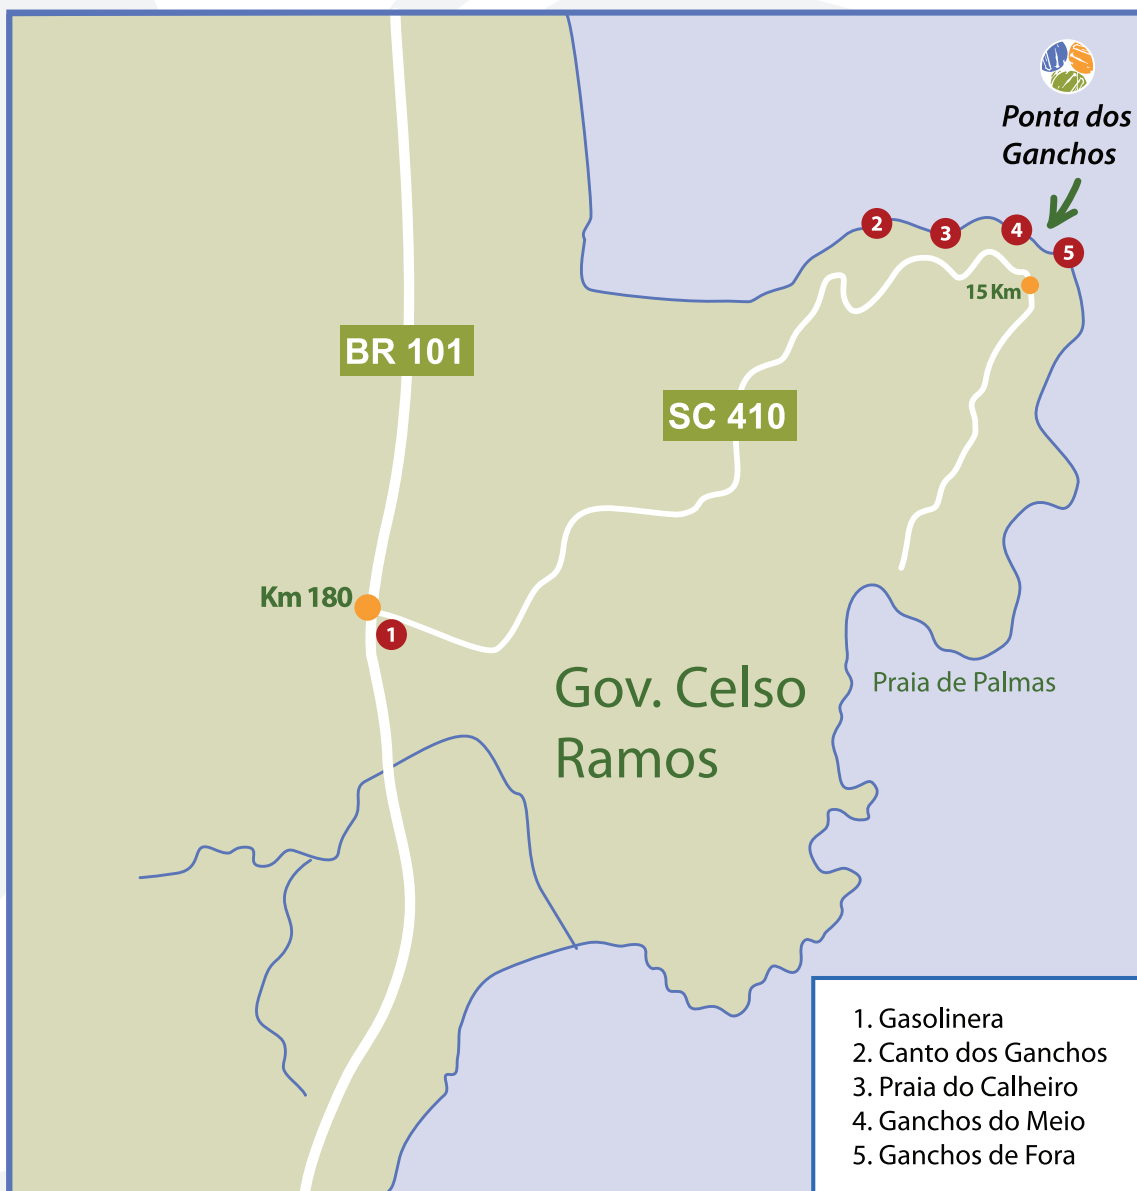 Ponta dos
Ganchos
2
3
4
5
15 Km
BR 101
SC 410
Km 180
1
Gov. Celso
Ramos
Praia de Palmas
1. Gasolinera
2. Canto dos Ganchos
3. Praia do Calheiro
4. Ganchos do Meio
5. Ganchos de Fora